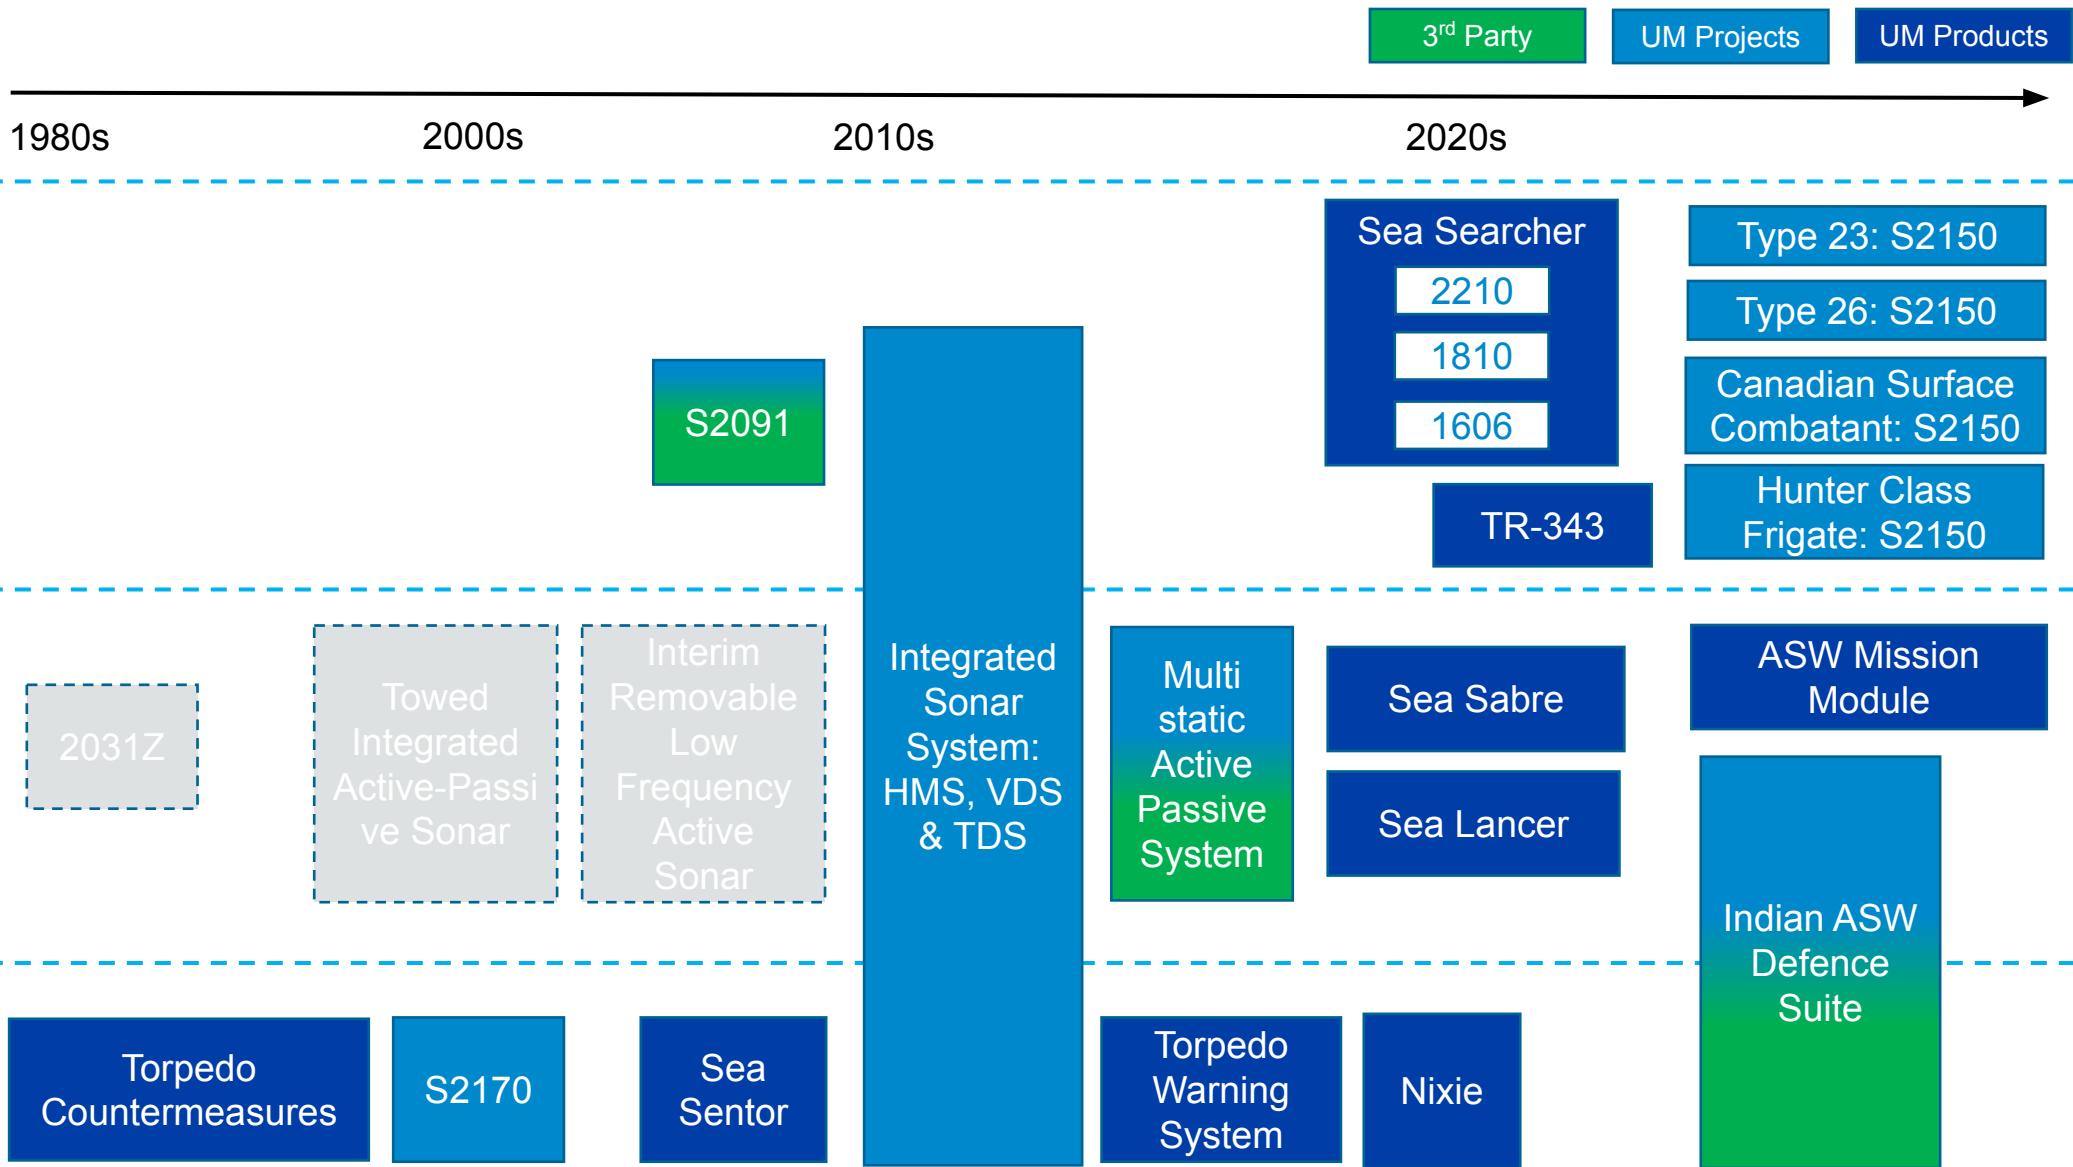 3rd Party
UM Projects
UM Products
1980s
2000s
2010s
2020s
Sea Searcher
2210
1810
1606
Type 23: S2150
Type 26: S2150
Canadian Surface
Combatant: S2150
Hunter Class
Frigate: S2150
S2091
TR-343
2031Z
Towed
Integrated
Active-Passi
ve Sonar
Interim
Removable
Low
Frequency
Active
Sonar
Integrated
Sonar
System:
HMS, VDS
& TDS
Multi
static
Active
Passive
System
Sea Sabre
Sea Lancer
ASW Mission
Module
Indian ASW
Defence
Suite
Torpedo
Countermeasures
S2170
Sea
Sentor
Torpedo
Warning
System
Nixie